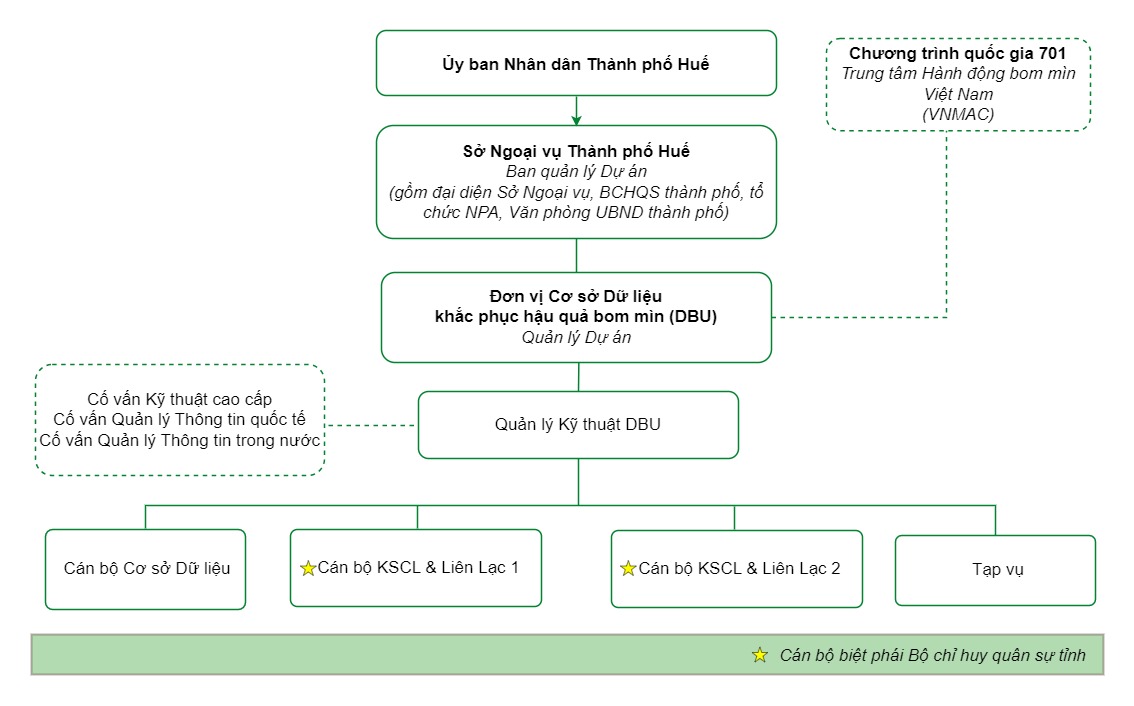 Ủy ban Nhân dân Thành phố Huế
Chương trình quốc gia 701
Trung tâm Hành động bom mìn
Việt Nam
(VNMAC)
Sở Ngoại vụ Thành phố Huế
Ban quản lý Dự án
(gồm đại diện Sở Ngoại vụ, BCHQS thành phố, tổ
chức NPA, Văn phòng UBND thành phố)
Đơn vị Cơ sở Dữ liệu
khắc phục hậu quả bom mìn (DBU)
Quản lý Dự án
Cố vấn Kỹ thuật cao cấp
Cố vấn Quản lý Thông tin quốc tế
Cố vấn Quản lý Thông tin trong nước
Quản lý Kỹ thuật DBU
Cán bộ Cơ sở Dữ liệu
Cán bộ KSCL & Liên Lạc 1
Cán bộ KSCL & Liên Lạc 2
Tạp vụ
Cán bộ biệt phái Bộ chỉ huy quân sự tỉnh